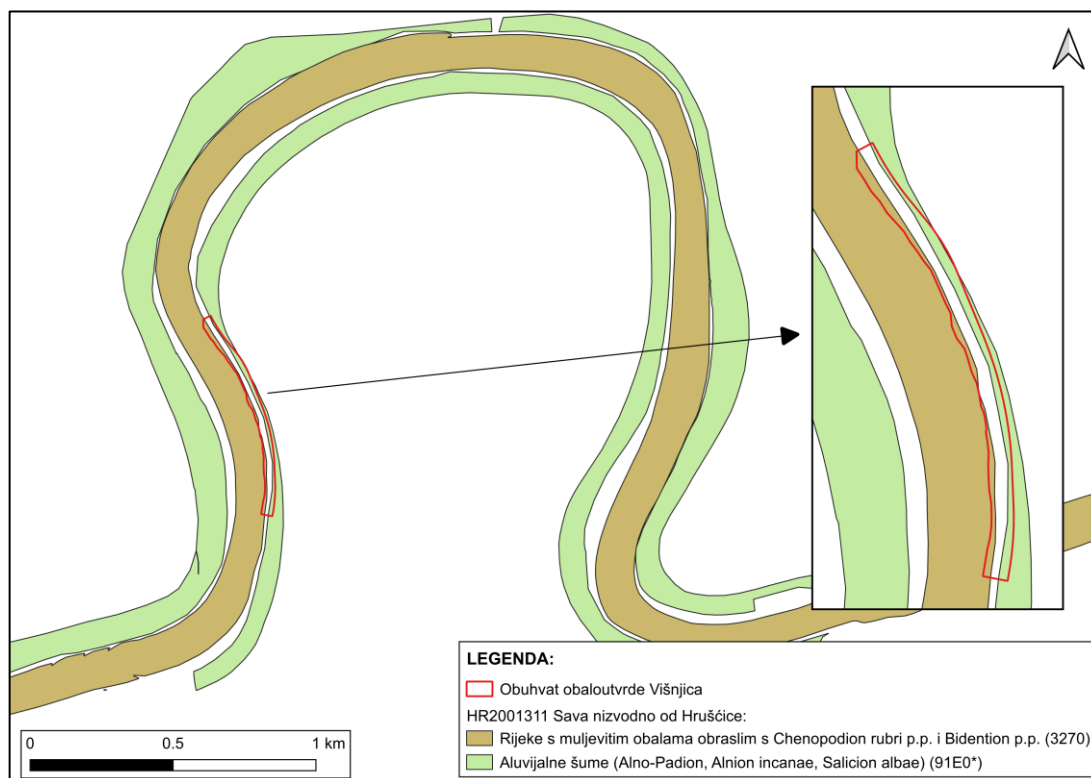 LEGENDA:
Obuhvat obaloutvrde Višnjica
HR2001311 Sava nizvodno od Hrušćice:
Rijeke s muljevitim obalama obraslim s Chenopodion rubri p.p. i Bidention p.p. (3270)
Aluvijalne šume (Alno-Padion, Alnion incanae, Salicion albae) (91E0*)
0 0.5 1 km